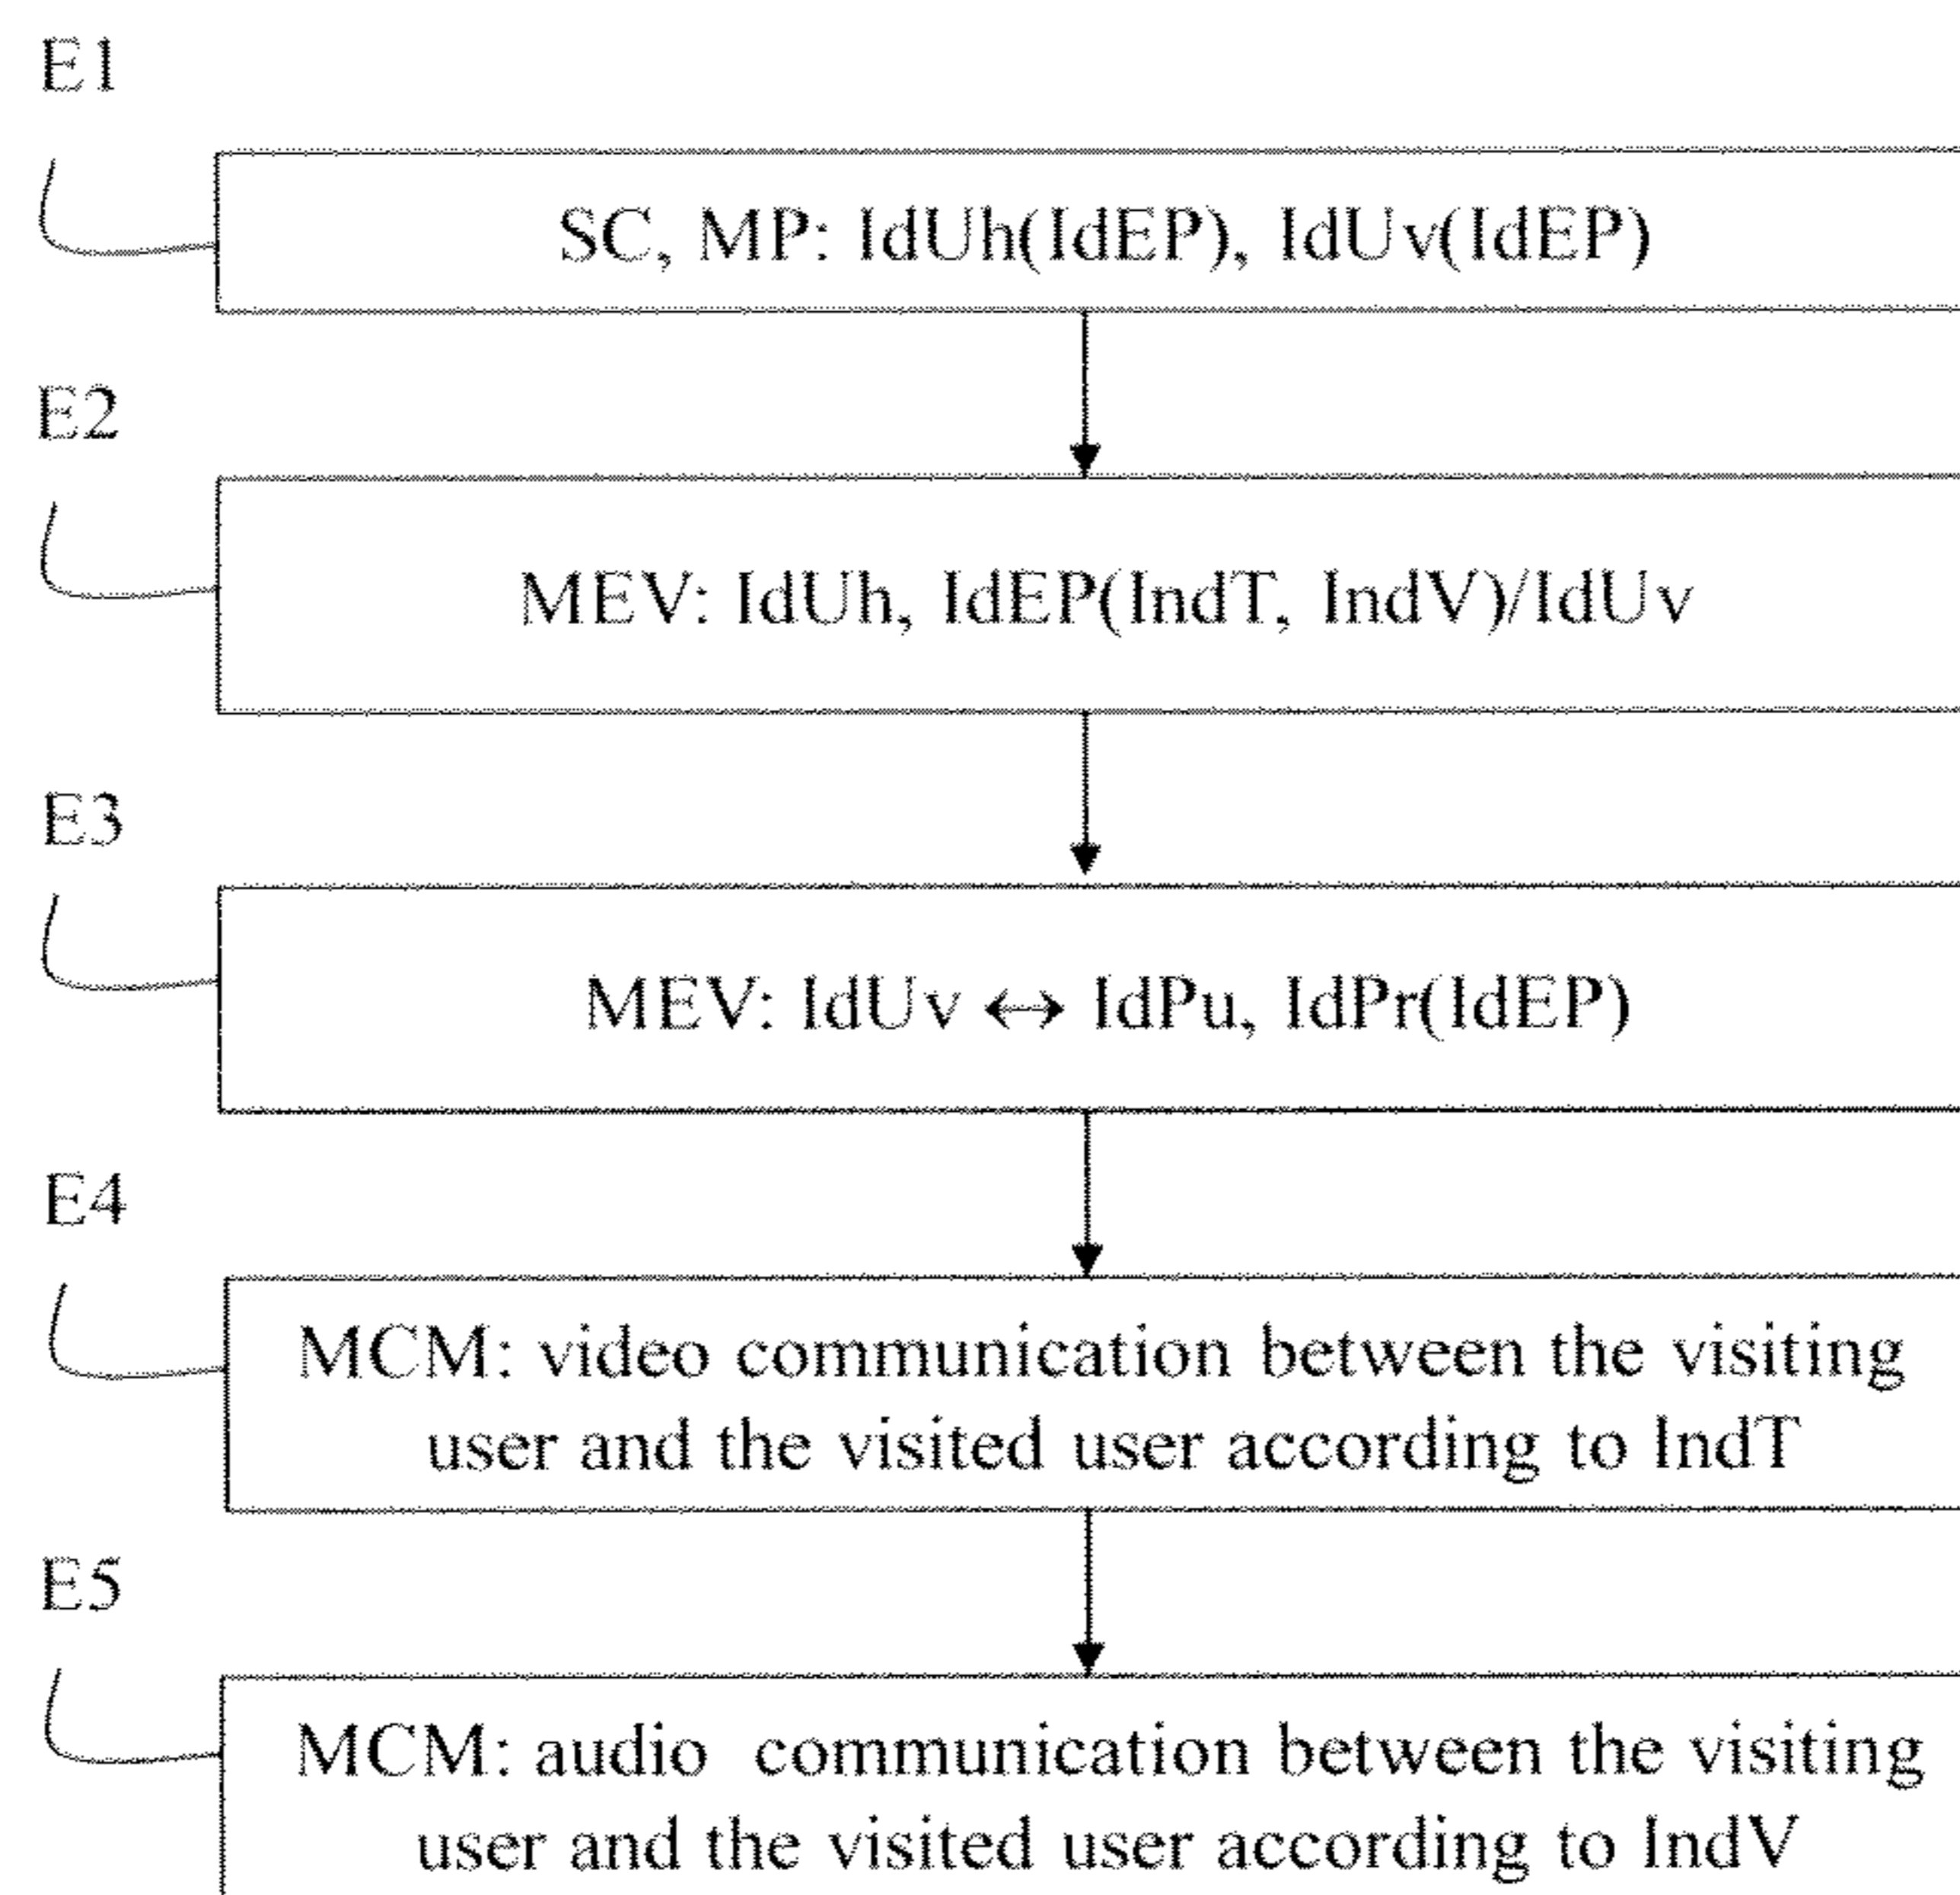 E1
SC, MP: IdUh(IdEP), IdUv(IdEP)
E2
MEV: IdUh, IdEP(IndT, IndV)/IdUv
E3
MEV: IdUv ↔ IdPu, IdPr(IdEP)
E4
MCM: video communication between the visiting
user and the visited user according to IndT
E5
MCM: audio communication between the visiting
user and the visited user according to IndV